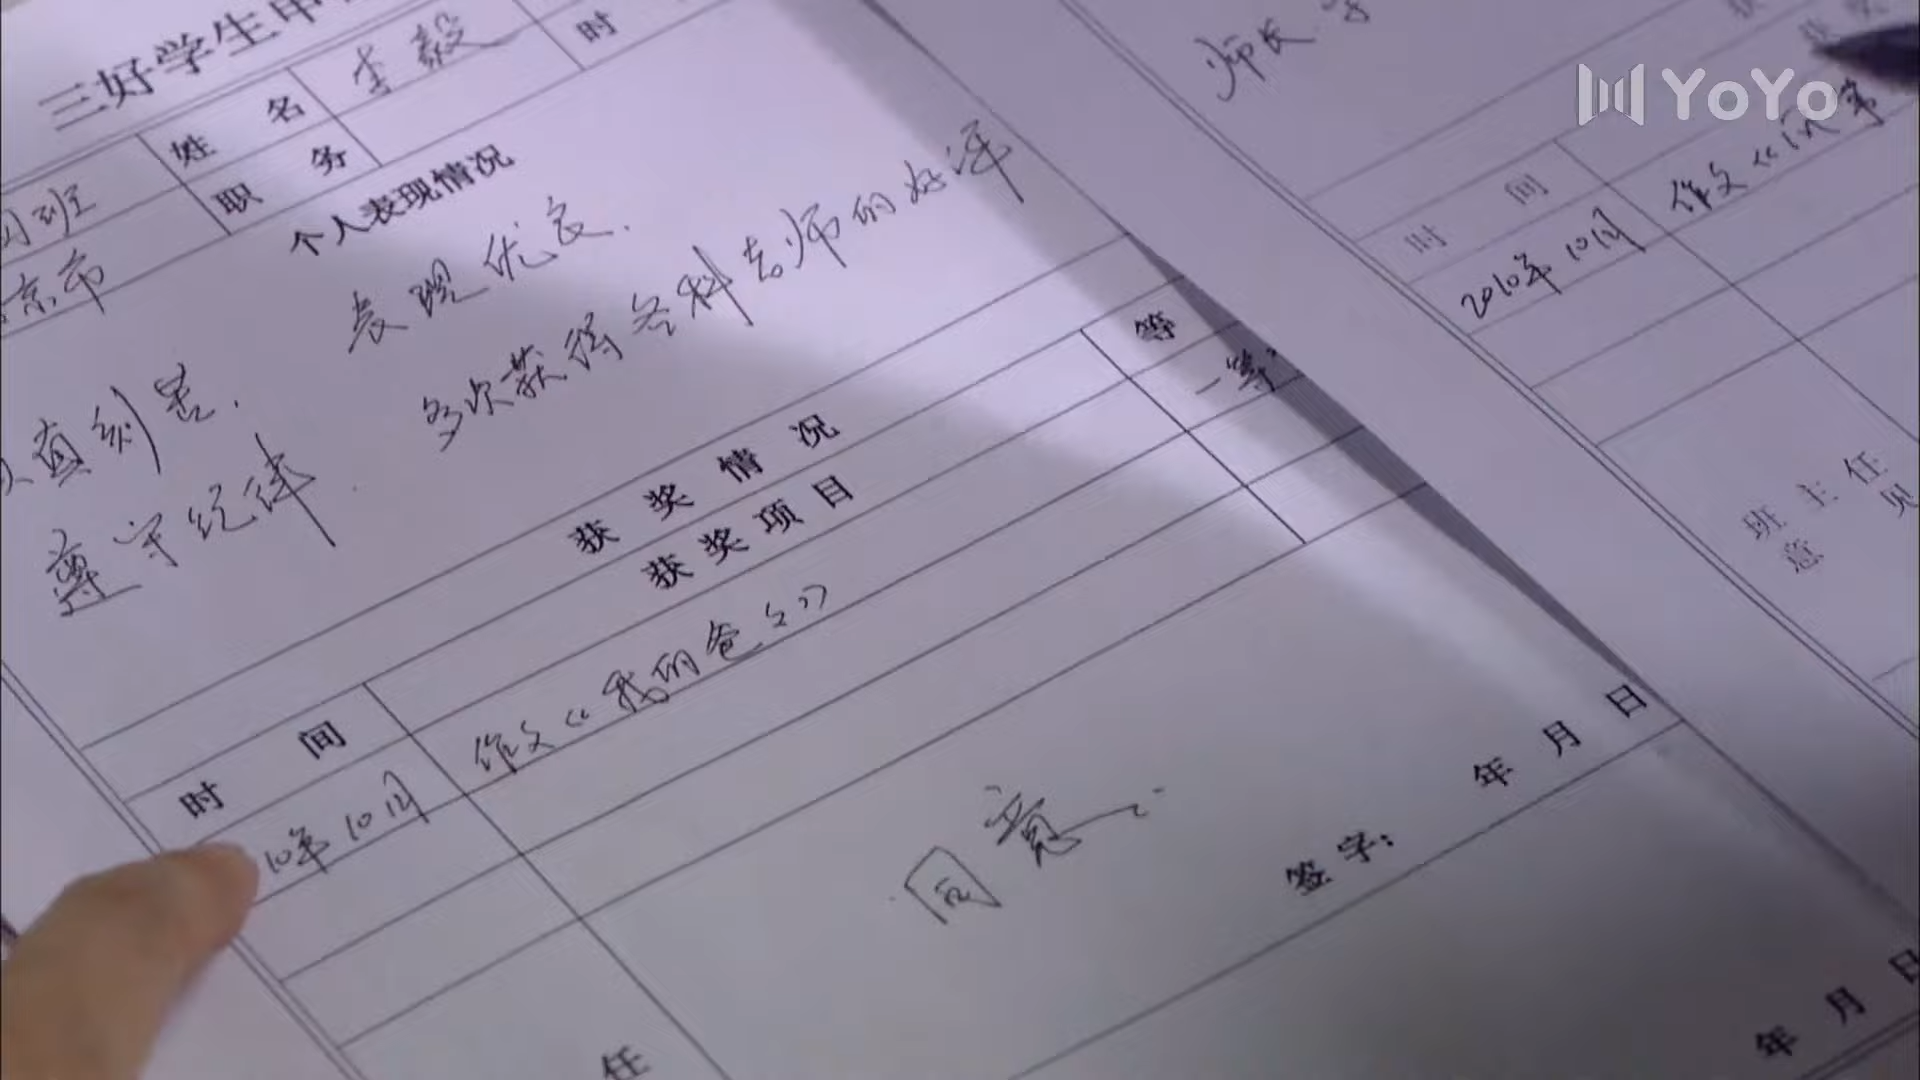 三好学生申
姓 名 李毅 时
职 务
班
京市
个人表现情况
认真刻苦. 表现优良.
尊守纪律. 多次获得各科老师的好评
获奖情况
时 间 获奖项目 等
10年10月 作文《我的爸爸》 一等
同意.
签字:
年 月 日
任
年 月 日
师长
时 间
2010年10月 作文
班主任
意 见
YoYo